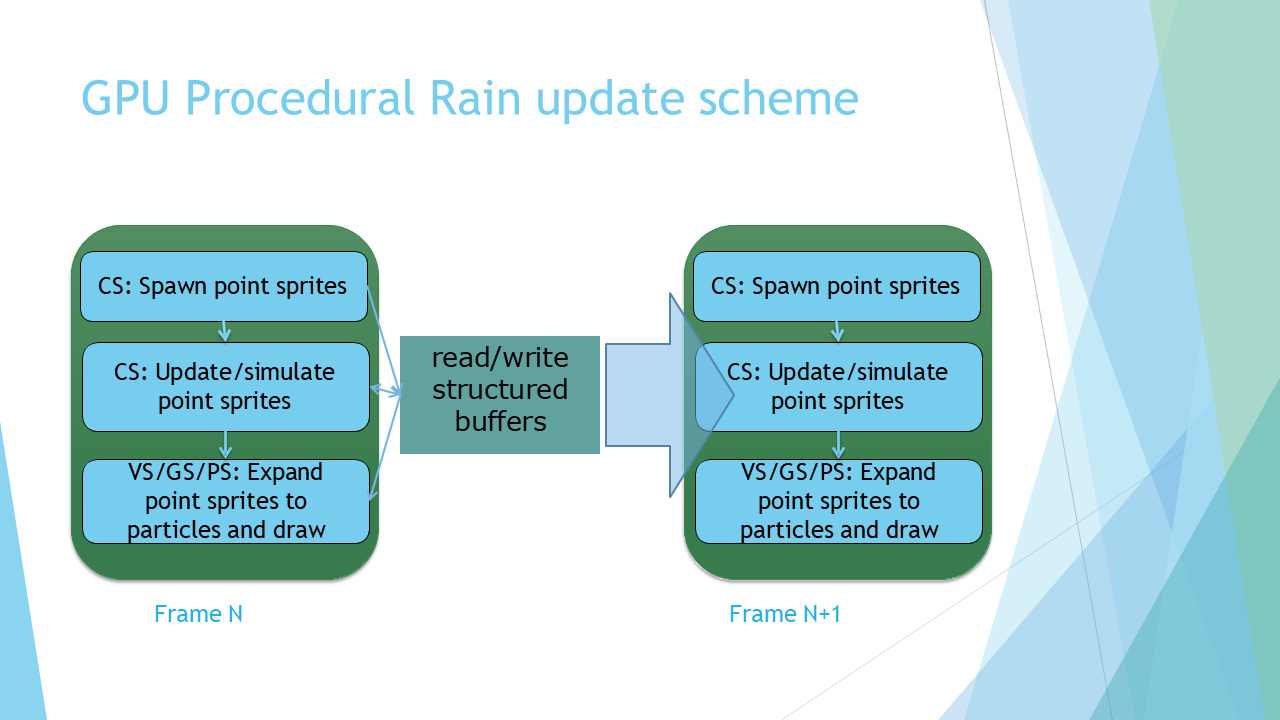 GPU Procedural Rain update scheme
CS: Spawn point sprites
CS: Update/simulate
point sprites
VS/GS/PS: Expand
point sprites to
particles and draw
Frame N
read/write
structured
buffers
CS: Spawn point sprites
CS: Update/simulate
point sprites
VS/GS/PS: Expand
point sprites to
particles and draw
Frame N+1